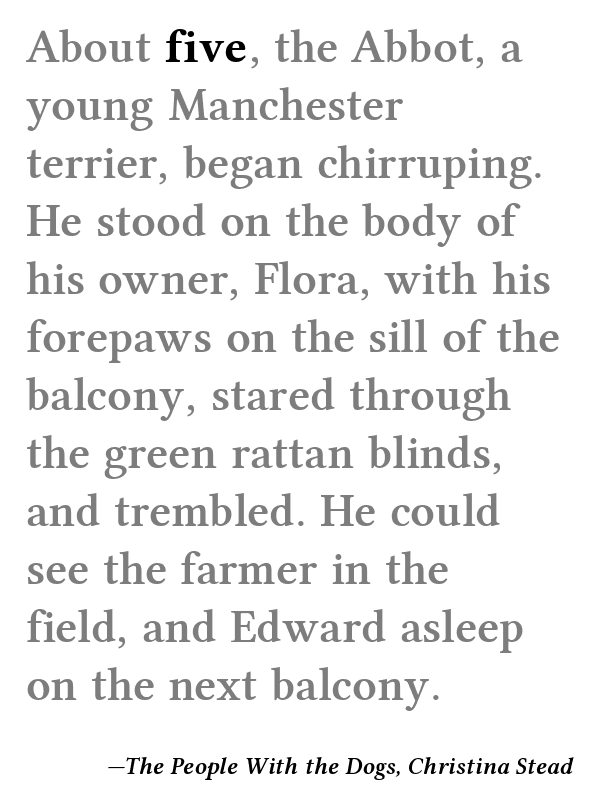 About five, the Abbot, a
young Manchester
terrier, began chirruping.
He stood on the body of
his owner, Flora, with his
forepaws on the sill of the
balcony, stared through
the green rattan blinds,
and trembled. He could
see the farmer in the
field, and Edward asleep
on the next balcony.
—The People With the Dogs, Christina Stead